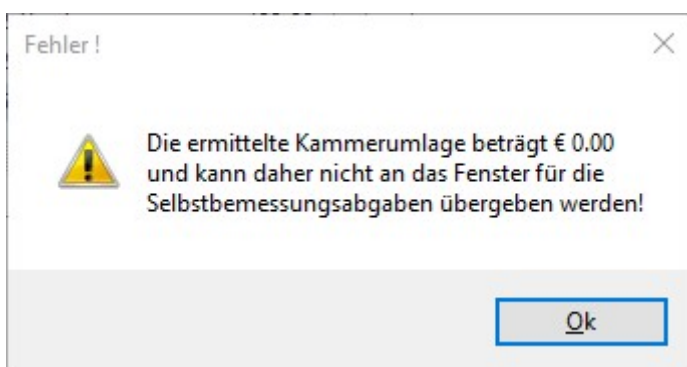 Fehler !
Die ermittelte Kammerumlage beträgt € 0.00
und kann daher nicht an das Fenster für die
Selbstbemessungsabgaben übergeben werden!
Ok